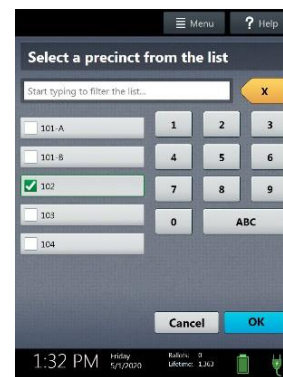 Menu ? Help
Select a precinct from the list
Start typing to filter the list...
X
101-A
101-B
102
103
104
1 2 3
4 5 6
7 8 9
0 ABC
Cancel OK
1:32 PM Friday
5/1/2020
Ballots: 0
Lifetime: 1,363